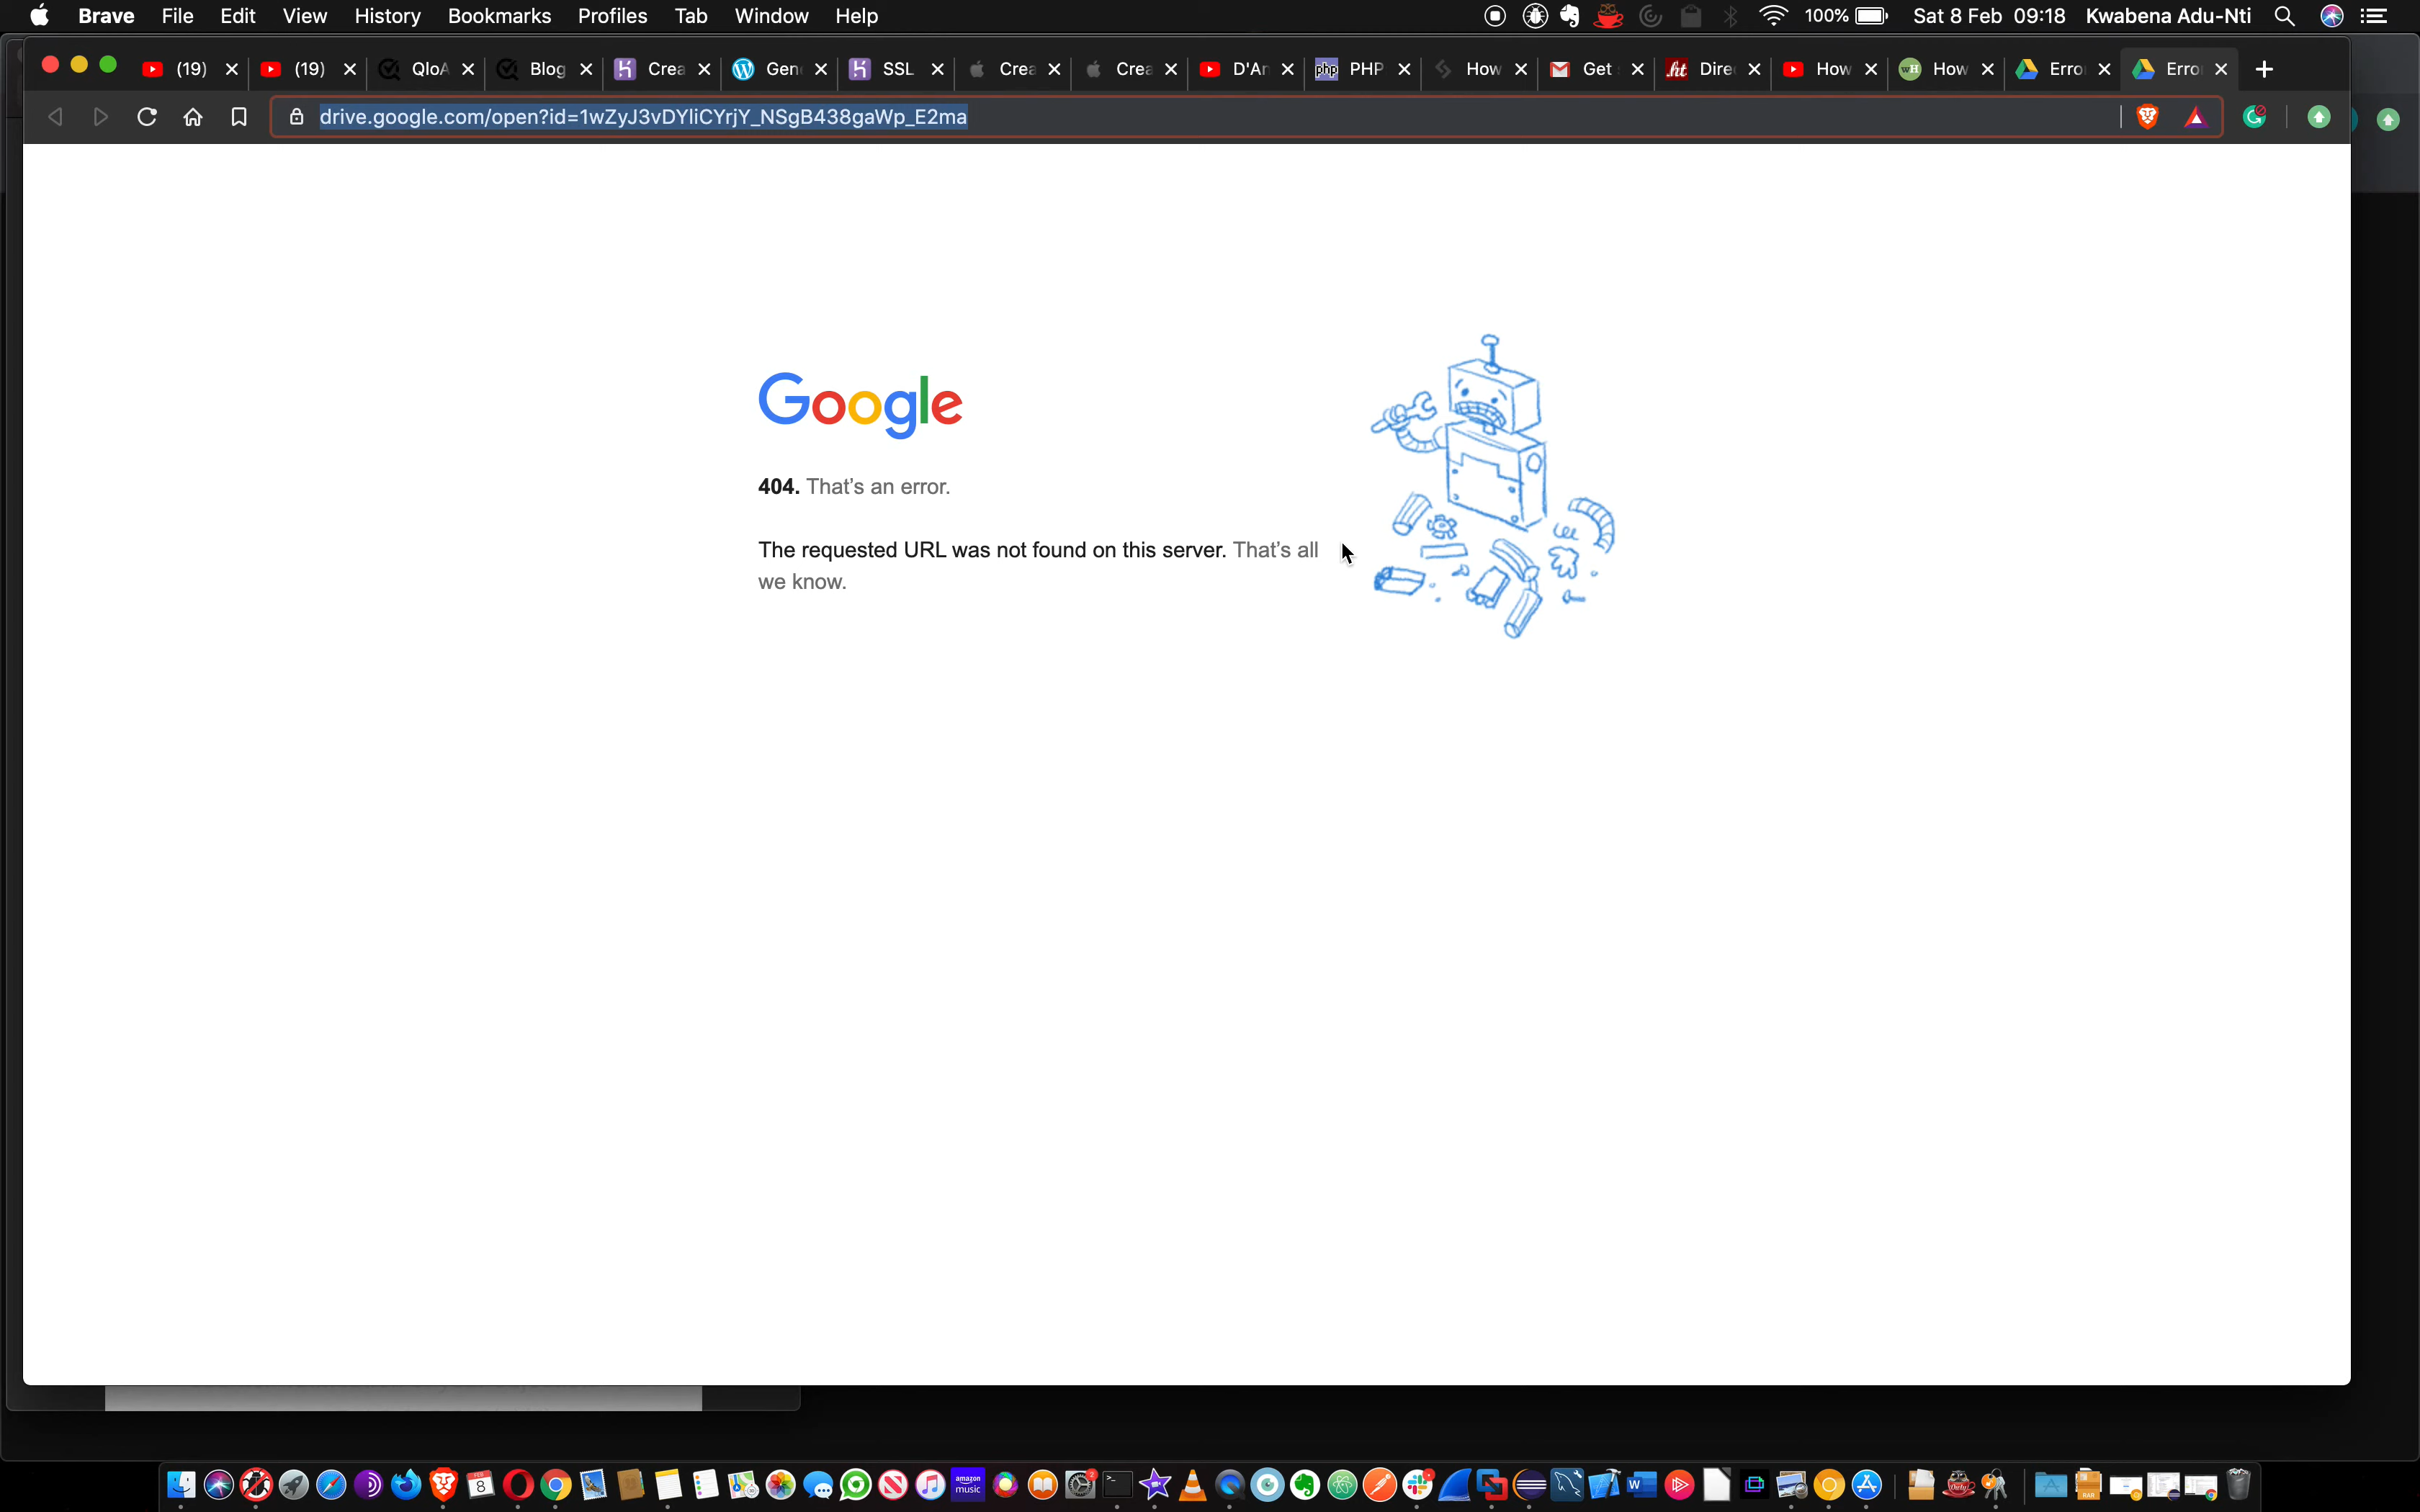 Brave File Edit View History Bookmarks Profiles Tab Window Help 100% Sat 8 Feb 09:18 Kwabena Adu-Nti
(19) (19) QloA Blog Crea Gen SSL Crea Crea D'An PHP How Get Dire How How Erro Erro
drive.google.com/open?id=1wZyJ3vDYliCYrjY_NSgB438gaWp_E2ma
Google
404. That's an error.
The requested URL was not found on this server. That's all
we know.